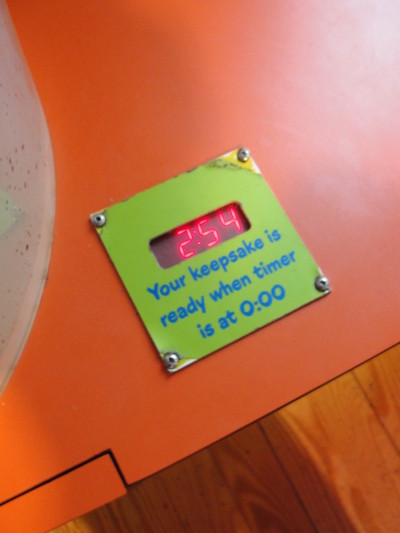 2:54
Your keepsake is
ready when timer
is at 0:00